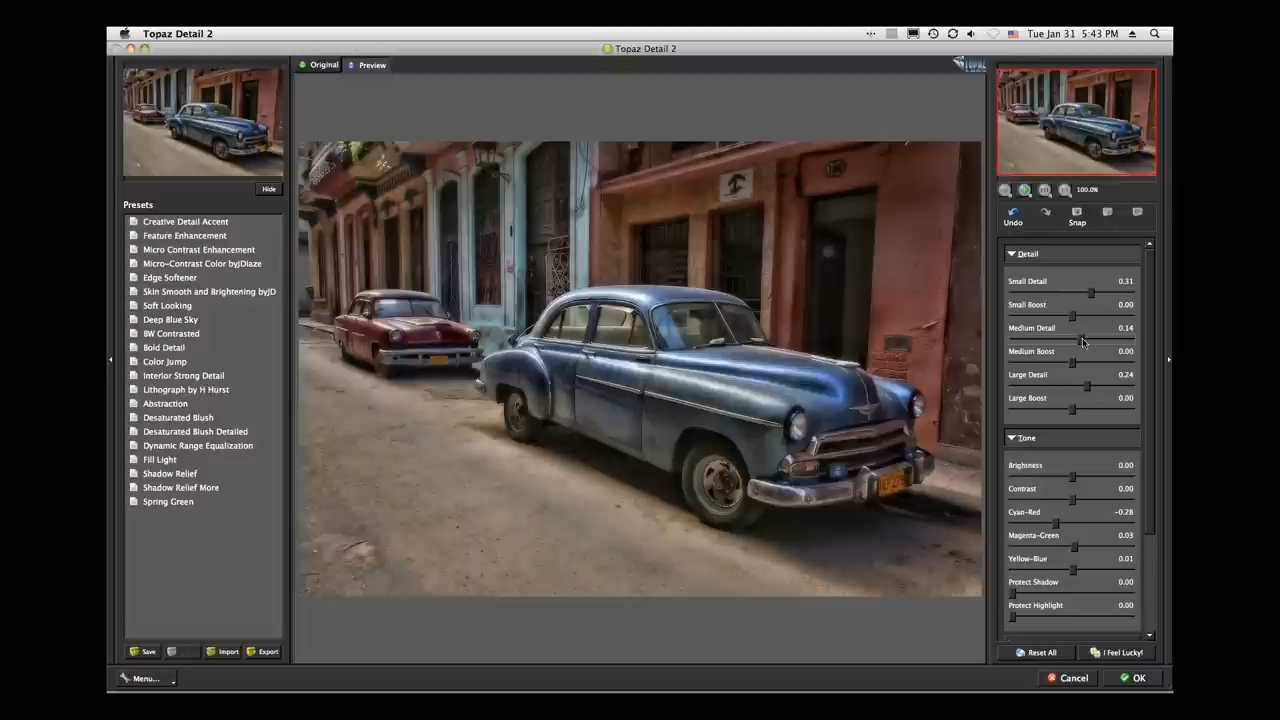 Topaz Detail 2
Tue Jan 31 5:43 PM
Topaz Detail 2
Original
Preview
TOPAZ
Hide
Presets
Creative Detail Accent
Feature Enhancement
Micro Contrast Enhancement
Micro-Contrast Color byJDiaze
Edge Softener
Skin Smooth and Brightening byJD
Soft Looking
Deep Blue Sky
BW Contrasted
Bold Detail
Color Jump
Interior Strong Detail
Lithograph by H Hurst
Abstraction
Desaturated Blush
Desaturated Blush Detailed
Dynamic Range Equalization
Fill Light
Shadow Relief
Shadow Relief More
Spring Green
Save
Import
Export
Menu...
100.0%
Undo
Snap
Detail
Small Detail 0.31
Small Boost 0.00
Medium Detail 0.14
Medium Boost 0.00
Large Detail 0.24
Large Boost 0.00
Tone
Brightness 0.00
Contrast 0.00
Cyan-Red -0.28
Magenta-Green 0.03
Yellow-Blue 0.01
Protect Shadow 0.00
Protect Highlight 0.00
Reset All
I Feel Lucky!
Cancel
OK